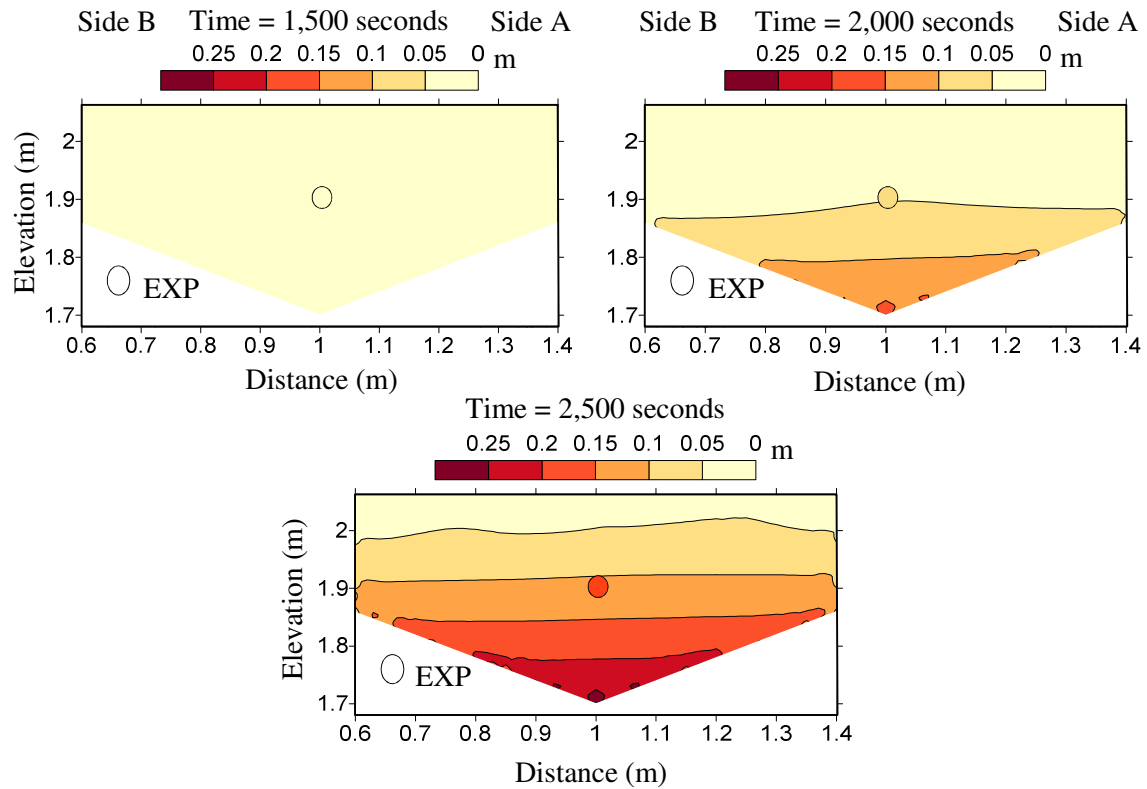 Side B Time = 1,500 seconds Side A
0.25 0.2 0.15 0.1 0.05 0 m
2
1.9
1.8
1.7
Elevation (m)
EXP
0.6 0.7 0.8 0.9 1 1.1 1.2 1.3 1.4
Distance (m)
Side B Time = 2,000 seconds Side A
0.25 0.2 0.15 0.1 0.05 0 m
2
1.9
1.8
1.7
Elevation (m)
EXP
0.6 0.7 0.8 0.9 1 1.1 1.2 1.3 1.4
Distance (m)
Time = 2,500 seconds
0.25 0.2 0.15 0.1 0.05 0 m
2
1.9
1.8
1.7
Elevation (m)
EXP
0.6 0.7 0.8 0.9 1 1.1 1.2 1.3 1.4
Distance (m)